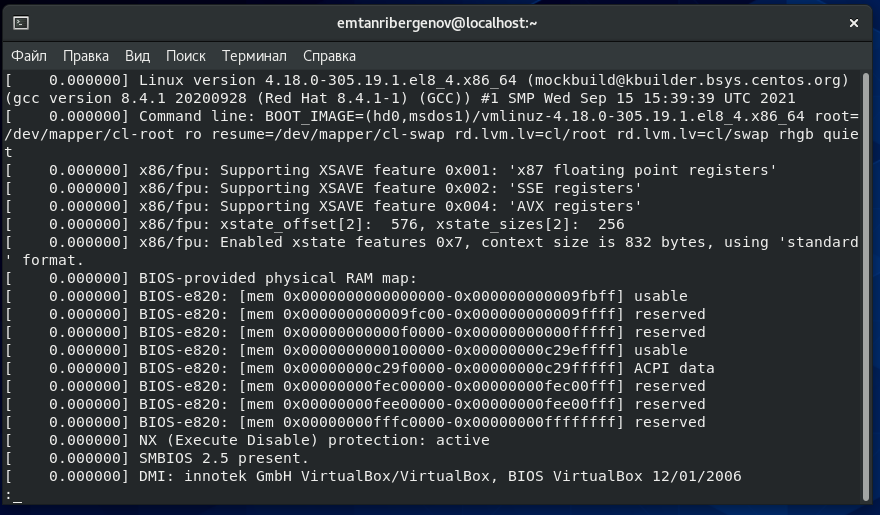 emtanribergenov@localhost:~
Файл Правка Вид Поиск Терминал Справка
[    0.000000] Linux version 4.18.0-305.19.1.el8_4.x86_64 (mockbuild@kbuilder.bsys.centos.org)
(gcc version 8.4.1 20200928 (Red Hat 8.4.1-1) (GCC)) #1 SMP Wed Sep 15 15:39:39 UTC 2021
[    0.000000] Command line: BOOT_IMAGE=(hd0,msdos1)/vmlinuz-4.18.0-305.19.1.el8_4.x86_64 root=
/dev/mapper/cl-root ro resume=/dev/mapper/cl-swap rd.lvm.lv=cl/root rd.lvm.lv=cl/swap rhgb quie
t
[    0.000000] x86/fpu: Supporting XSAVE feature 0x001: 'x87 floating point registers'
[    0.000000] x86/fpu: Supporting XSAVE feature 0x002: 'SSE registers'
[    0.000000] x86/fpu: Supporting XSAVE feature 0x004: 'AVX registers'
[    0.000000] x86/fpu: xstate_offset[2]:  576, xstate_sizes[2]:  256
[    0.000000] x86/fpu: Enabled xstate features 0x7, context size is 832 bytes, using 'standard
' format.
[    0.000000] BIOS-provided physical RAM map:
[    0.000000] BIOS-e820: [mem 0x0000000000000000-0x000000000009fbff] usable
[    0.000000] BIOS-e820: [mem 0x000000000009fc00-0x000000000009ffff] reserved
[    0.000000] BIOS-e820: [mem 0x00000000000f0000-0x00000000000fffff] reserved
[    0.000000] BIOS-e820: [mem 0x0000000000100000-0x00000000c29effff] usable
[    0.000000] BIOS-e820: [mem 0x00000000c29f0000-0x00000000c29fffff] ACPI data
[    0.000000] BIOS-e820: [mem 0x00000000fec00000-0x00000000fec00fff] reserved
[    0.000000] BIOS-e820: [mem 0x00000000fee00000-0x00000000fee00fff] reserved
[    0.000000] BIOS-e820: [mem 0x00000000fffc0000-0x00000000ffffffff] reserved
[    0.000000] NX (Execute Disable) protection: active
[    0.000000] SMBIOS 2.5 present.
[    0.000000] DMI: innotek GmbH VirtualBox/VirtualBox, BIOS VirtualBox 12/01/2006
: